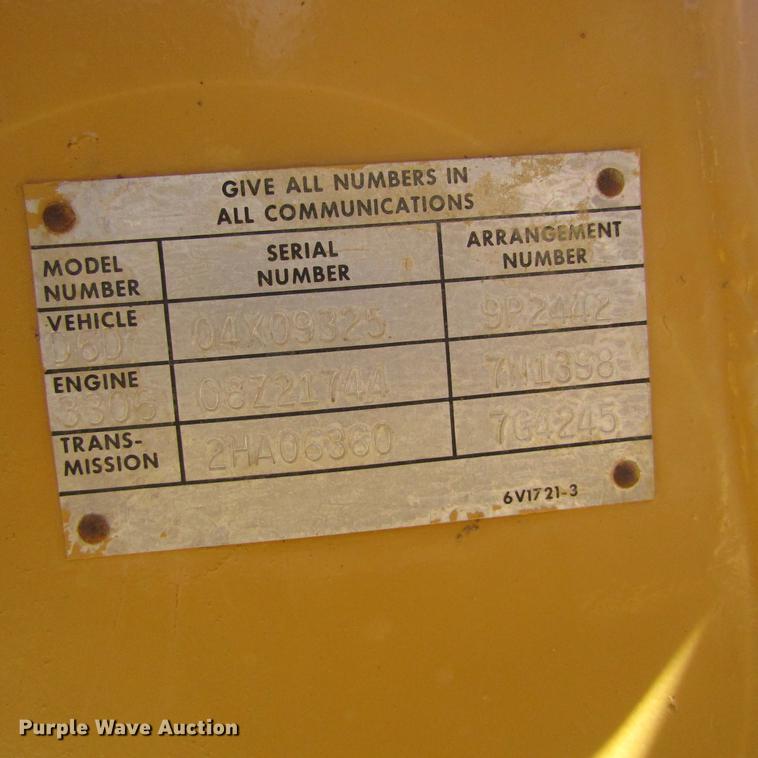 GIVE ALL NUMBERS IN
ALL COMMUNICATIONS
MODEL
NUMBER
SERIAL
NUMBER
ARRANGEMENT
NUMBER
VEHICLE
D6D
04X09325
9P2442
ENGINE
3306
08Z21744
7N1398
TRANS-
MISSION
2HA06360
7G4245
6V1721-3
Purple Wave Auction